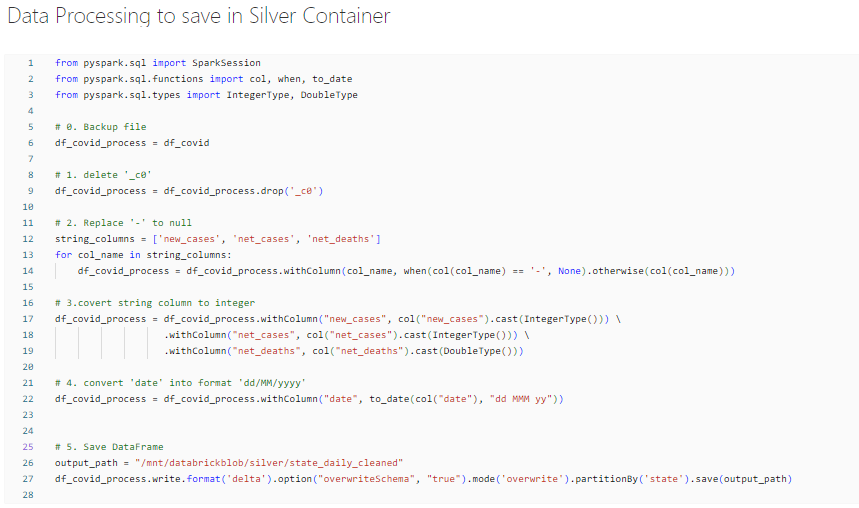 Data Processing to save in Silver Container
1 from pyspark.sql import SparkSession
2 from pyspark.sql.functions import col, when, to_date
3 from pyspark.sql.types import IntegerType, DoubleType
4
5 # 0. Backup file
6 df_covid_process = df_covid
7
8 # 1. delete '_c0'
9 df_covid_process = df_covid_process.drop('_c0')
10
11 # 2. Replace '-' to null
12 string_columns = ['new_cases', 'net_cases', 'net_deaths']
13 for col_name in string_columns:
14     df_covid_process = df_covid_process.withColumn(col_name, when(col(col_name) == '-', None).otherwise(col(col_name)))
15
16 # 3.covert string column to integer
17 df_covid_process = df_covid_process.withColumn("new_cases", col("new_cases").cast(IntegerType())) \
18                    .withColumn("net_cases", col("net_cases").cast(IntegerType())) \
19                    .withColumn("net_deaths", col("net_deaths").cast(DoubleType()))
20
21 # 4. convert 'date' into format 'dd/MM/yyyy'
22 df_covid_process = df_covid_process.withColumn("date", to_date(col("date"), "dd MMM yy"))
23
24
25 # 5. Save DataFrame
26 output_path = "/mnt/databrickblob/silver/state_daily_cleaned"
27 df_covid_process.write.format('delta').option("overwriteSchema", "true").mode('overwrite').partitionBy('state').save(output_path)
28